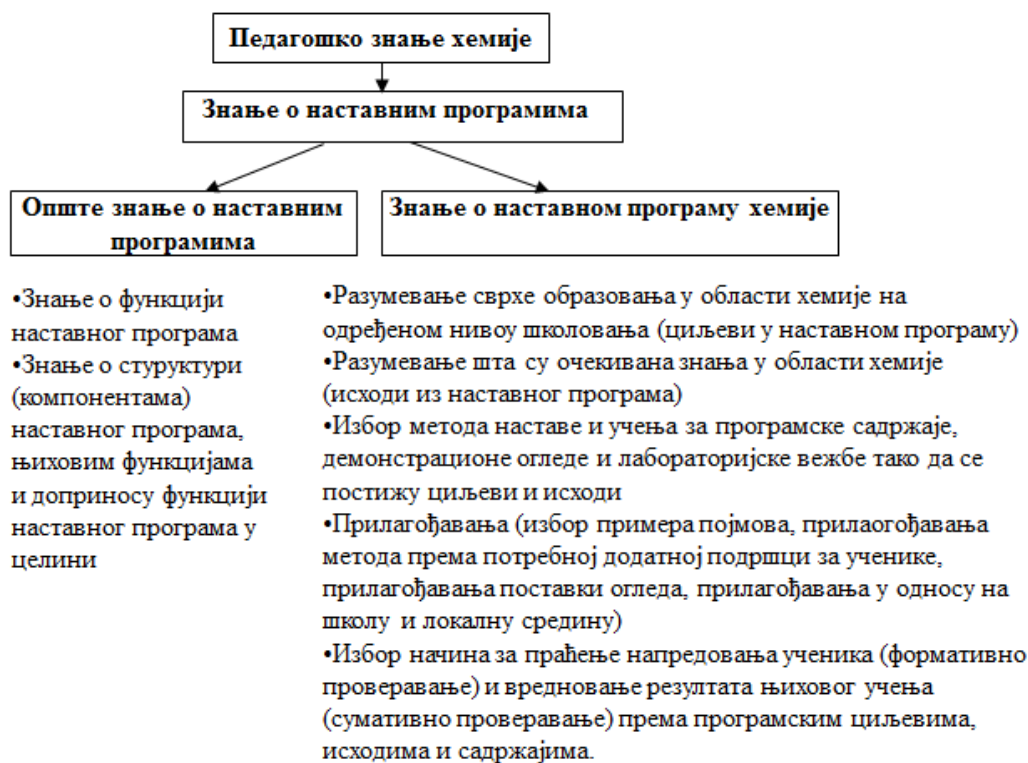 Педагошко знање хемије
Знање о наставним програмима
Опште знање о наставним
програмима
Знање о наставном програму хемије
•Знање о функцији
наставног програма
•Знање о стуруктури
(компонентама)
наставног програма,
њиховим функцијама
и доприносу функцији
наставног програма у
целини
•Разумевање сврхе образовања у области хемије на
одређеном нивоу школовања (циљеви у наставном програму)
•Разумевање шта су очекивана знања у области хемије
(исходи из наставног програма)
•Избор метода наставе и учења за програмске садржаје,
демонстрационе огледе и лабораторијске вежбе тако да се
постижу циљеви и исходи
•Прилагођавања (избор примера појмова, прилаогођавања
метода према потребној додатној подршци за ученике,
прилагођавања поставки огледа, прилагођавања у односу на
школу и локалну средину)
•Избор начина за праћење напредовања ученика (формативно
проверавање) и вредновање резултата њиховог учења
(сумативно проверавање) према програмским циљевима,
исходима и садржајима.